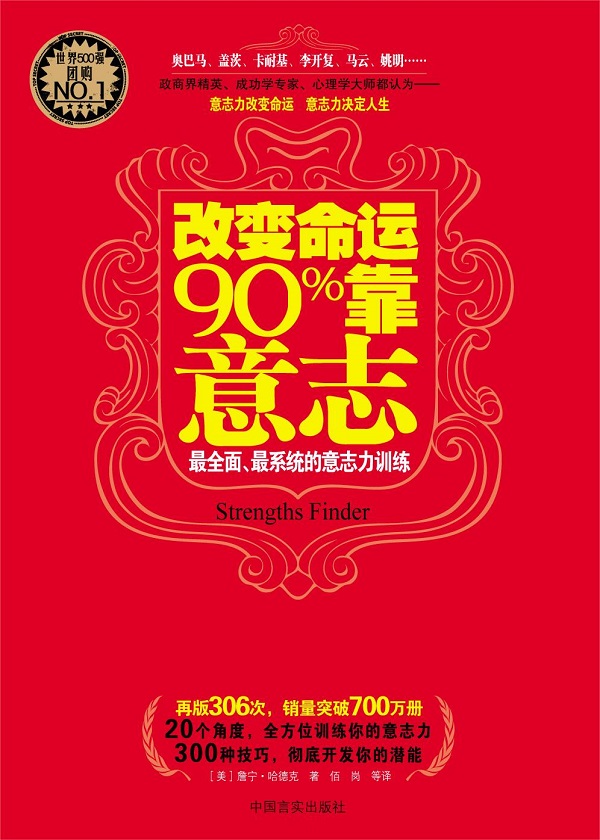 TOP SECRET
世界500强
团购
NO.1
★★★
TOP SECRET
奥巴马、盖茨、卡耐基、李开复、马云、姚明……
政商界精英、成功学专家、心理学大师都认为——
意志力改变命运 意志力决定人生
改变命运
90%靠
意志
最全面、最系统的意志力训练
Strengths Finder
再版306次，销量突破700万册
20个角度，全方位训练你的意志力
300种技巧，彻底开发你的潜能
［美］詹宁·哈德克 著 佰 岗 等译
中国言实出版社